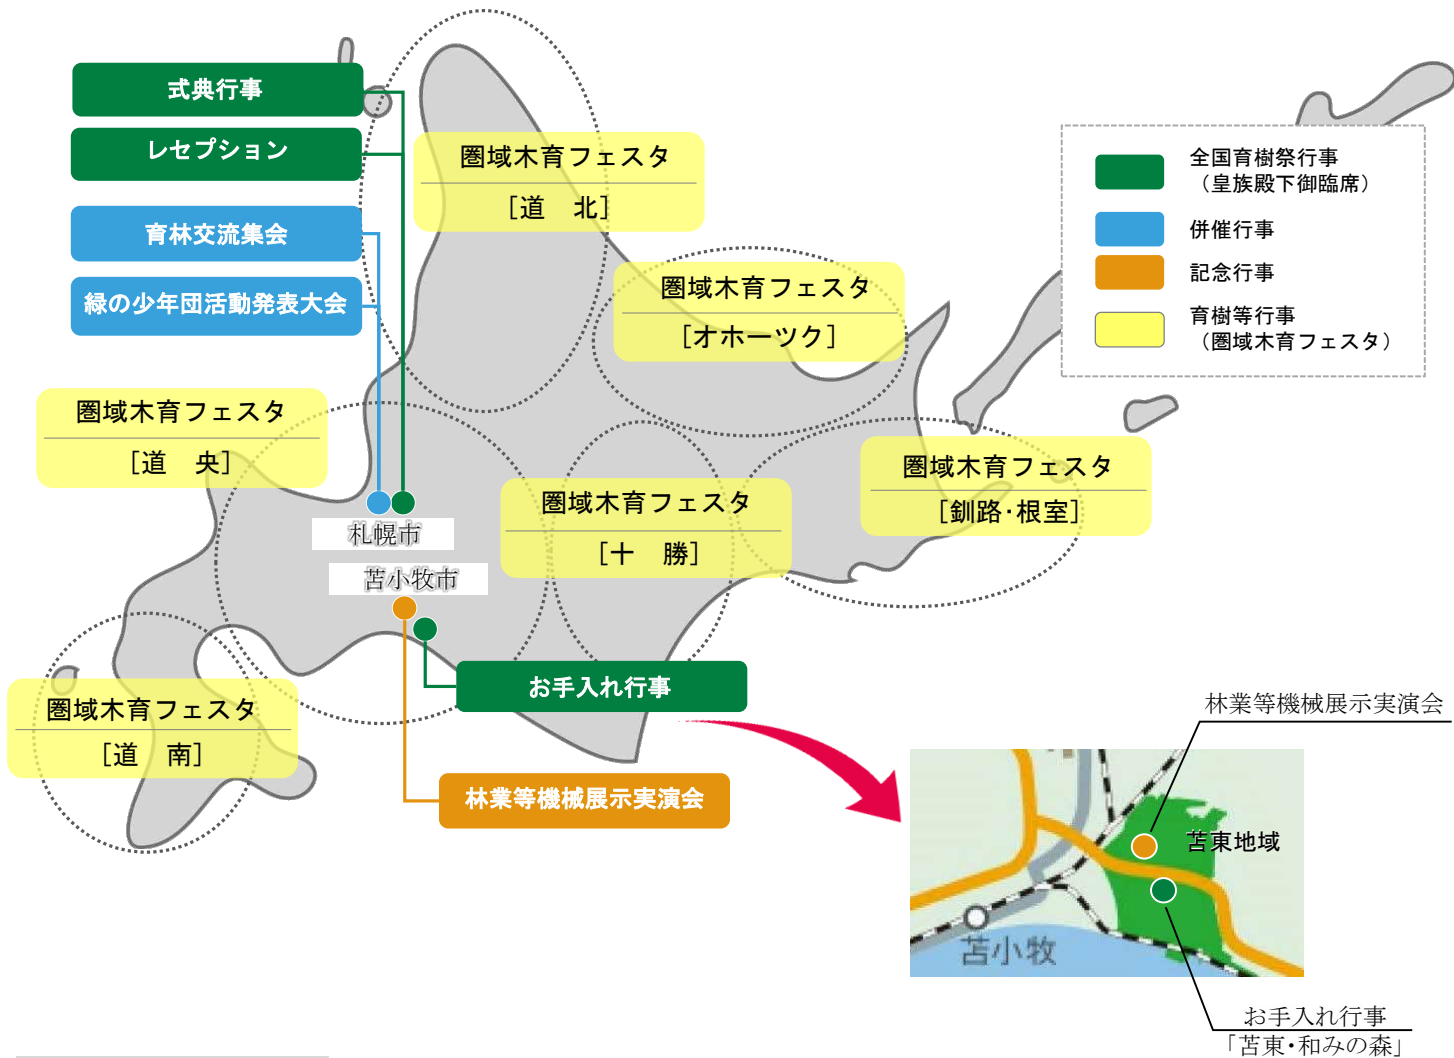 式典行事
レセプション
育林交流集会
緑の少年団活動発表大会
圏域木育フェスタ
［道　北］
圏域木育フェスタ
［オホーツク］
全国育樹祭行事
（皇族殿下御臨席）
併催行事
記念行事
育樹等行事
（圏域木育フェスタ）
圏域木育フェスタ
［道　央］
圏域木育フェスタ
［十　勝］
圏域木育フェスタ
［釧路・根室］
札幌市
苫小牧市
お手入れ行事
圏域木育フェスタ
［道　南］
林業等機械展示実演会
林業等機械展示実演会
苫東地域
苫小牧
お手入れ行事
「苫東・和みの森」